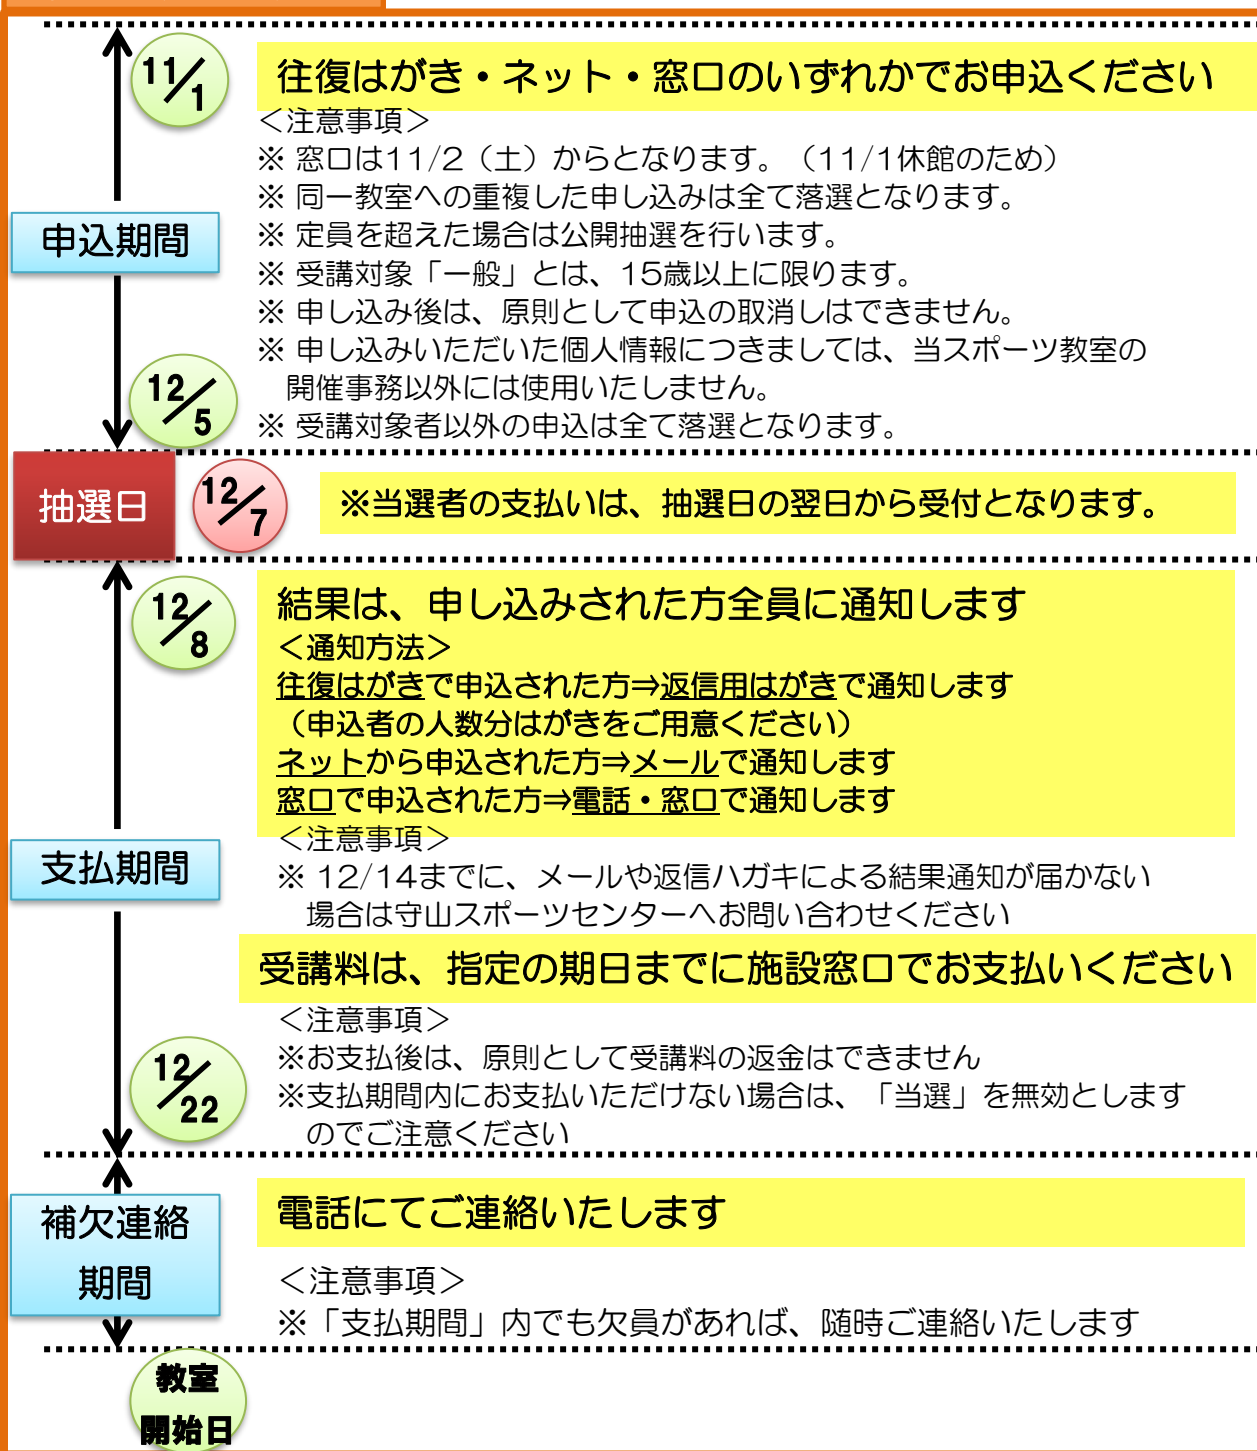 11/1
往復はがき・ネット・窓口のいずれかでお申込ください
＜注意事項＞
※ 窓口は11/2（土）からとなります。（11/1休館のため）
※ 同一教室への重複した申し込みは全て落選となります。
申込期間
※ 定員を超えた場合は公開抽選を行います。
※ 受講対象「一般」とは、15歳以上に限ります。
※ 申し込み後は、原則として申込の取消しはできません。
※ 申し込みいただいた個人情報につきましては、当スポーツ教室の
開催事務以外には使用いたしません。
12/5
※ 受講対象者以外の申込は全て落選となります。
抽選日
12/7
※当選者の支払いは、抽選日の翌日から受付となります。
12/8
結果は、申し込みされた方全員に通知します
＜通知方法＞
往復はがきで申込された方⇒返信用はがきで通知します
（申込者の人数分はがきをご用意ください）
ネットから申込された方⇒メールで通知します
窓口で申込された方⇒電話・窓口で通知します
＜注意事項＞
支払期間
※ 12/14までに、メールや返信ハガキによる結果通知が届かない
場合は守山スポーツセンターへお問い合わせください
受講料は、指定の期日までに施設窓口でお支払いください
＜注意事項＞
※お支払後は、原則として受講料の返金はできません
12/22
※支払期間内にお支払いただけない場合は、「当選」を無効とします
のでご注意ください
補欠連絡
期間
電話にてご連絡いたします
＜注意事項＞
※「支払期間」内でも欠員があれば、随時ご連絡いたします
教室
開始日